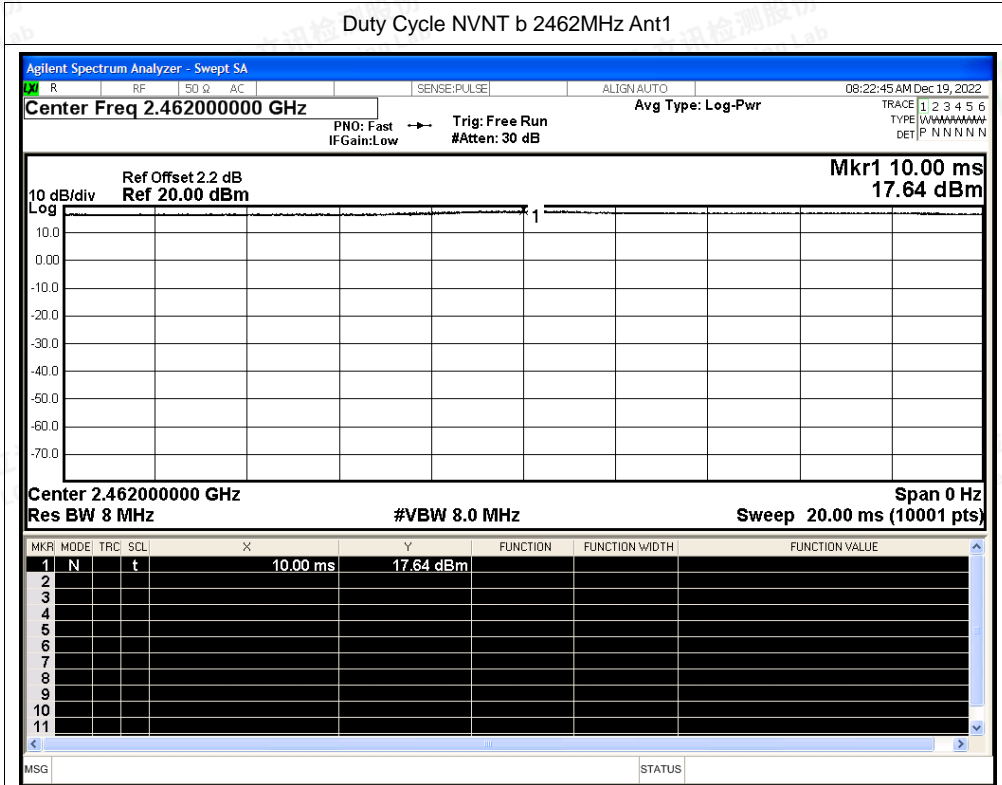 Duty Cycle NVNT b 2462MHz Ant1
Agilent Spectrum Analyzer - Swept SA
LXI R RF 50 Ω AC SENSE:PULSE ALIGN AUTO 08:22:45 AM Dec 19, 2022
Center Freq 2.462000000 GHz Avg Type: Log-Pwr TRACE 1 2 3 4 5 6
PNO: Fast Trig: Free Run TYPE WWWWWW
IFGain:Low #Atten: 30 dB DET P N N N N N
Mkr1 10.00 ms
Ref Offset 2.2 dB
10 dB/div Ref 20.00 dBm 17.64 dBm
Log
1
10.0
0.00
-10.0
-20.0
-30.0
-40.0
-50.0
-60.0
-70.0
Center 2.462000000 GHz Span 0 Hz
Res BW 8 MHz #VBW 8.0 MHz Sweep 20.00 ms (10001 pts)
MKR MODE TRC SCL X Y FUNCTION FUNCTION WIDTH FUNCTION VALUE
1 N t 10.00 ms 17.64 dBm
2
3
4
5
6
7
8
9
10
11
MSG STATUS